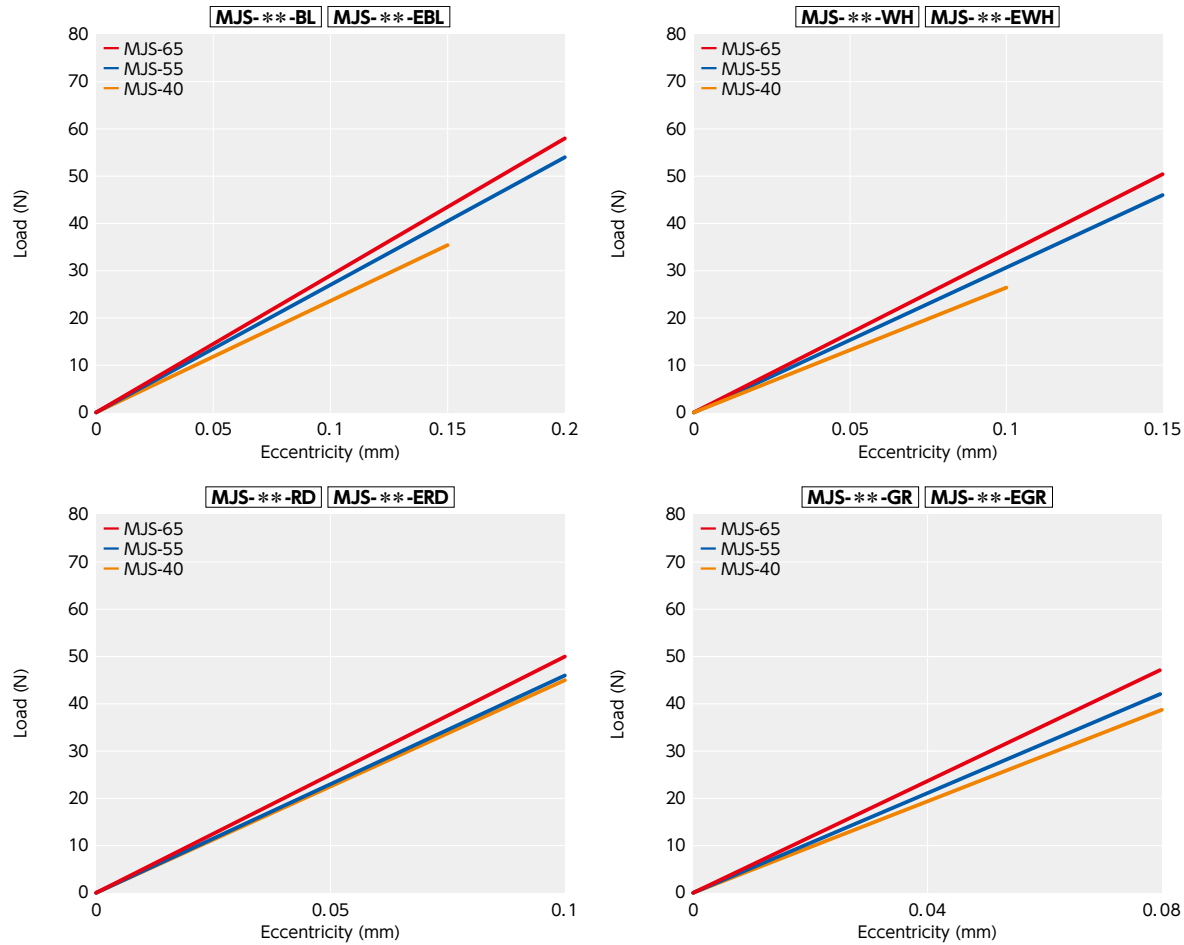 MJS-**-BL MJS-**-EBL
80
70
60
50
40
30
20
10
0
Load (N)
MJS-65
MJS-55
MJS-40
0 0.05 0.1 0.15 0.2
Eccentricity (mm)
MJS-**-WH MJS-**-EWH
80
70
60
50
40
30
20
10
0
Load (N)
MJS-65
MJS-55
MJS-40
0 0.05 0.1 0.15
Eccentricity (mm)
MJS-**-RD MJS-**-ERD
80
70
60
50
40
30
20
10
0
Load (N)
MJS-65
MJS-55
MJS-40
0 0.05 0.1
Eccentricity (mm)
MJS-**-GR MJS-**-EGR
80
70
60
50
40
30
20
10
0
Load (N)
MJS-65
MJS-55
MJS-40
0 0.04 0.08
Eccentricity (mm)